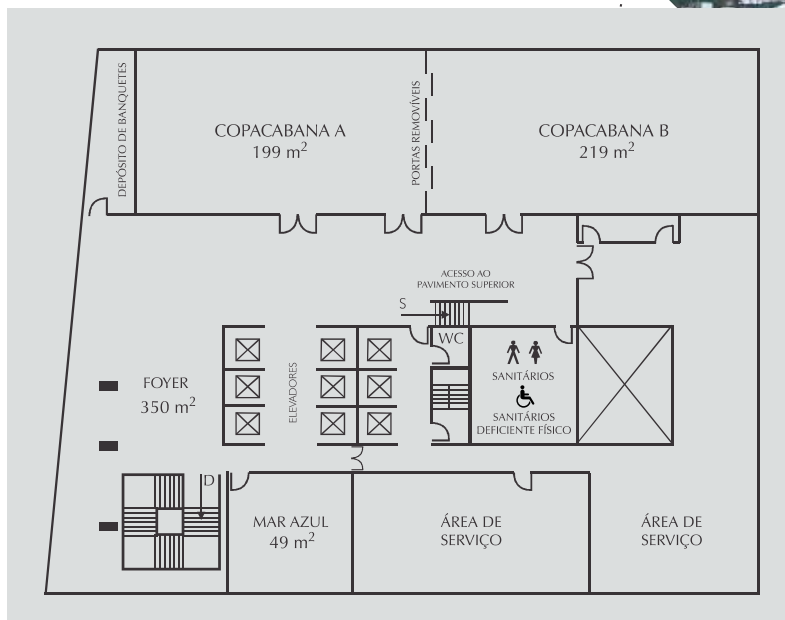 DEPÓSITO DE BANQUETES
COPACABANA A
199 m²
PORTAS REMOVÍVEIS
COPACABANA B
219 m²
ACESSO AO
PAVIMENTO SUPERIOR
S
WC
ELEVADORES
SANITÁRIOS
SANITÁRIOS
DEFICIENTE FÍSICO
FOYER
350 m²
D
MAR AZUL
49 m²
ÁREA DE
SERVIÇO
ÁREA DE
SERVIÇO